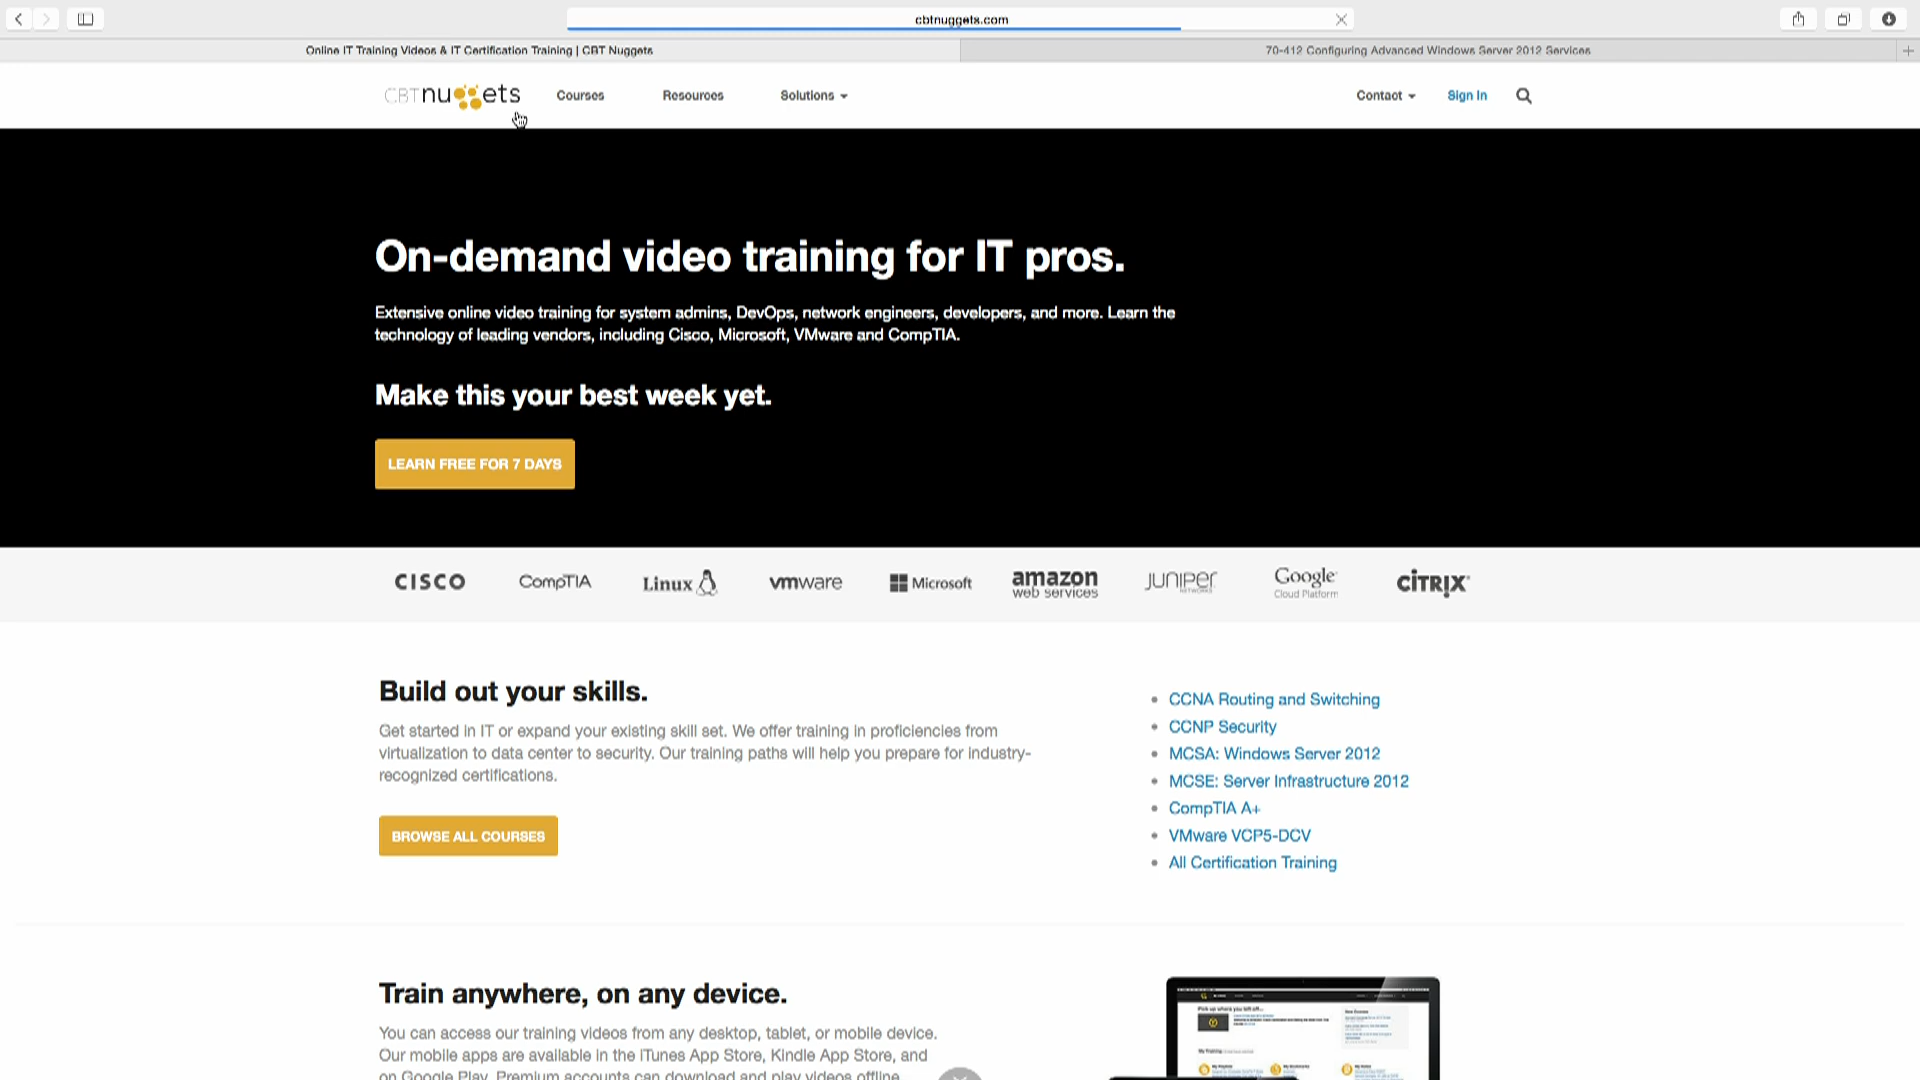 cbtnuggets.com
Online IT Training Videos & IT Certification Training | CBT Nuggets
70-412 Configuring Advanced Windows Server 2012 Services
CBTnuggets
Courses
Resources
Solutions
Contact
Sign In
On-demand video training for IT pros.
Extensive online video training for system admins, DevOps, network engineers, developers, and more. Learn the
technology of leading vendors, including Cisco, Microsoft, VMware and CompTIA.
Make this your best week yet.
LEARN FREE FOR 7 DAYS
CISCO
CompTIA
Linux
vmware
Microsoft
amazon
web services
JUNIPER
NETWORKS
Google
Cloud Platform
CITRIX
Build out your skills.
Get started in IT or expand your existing skill set. We offer training in proficiencies from
virtualization to data center to security. Our training paths will help you prepare for industry-
recognized certifications.
BROWSE ALL COURSES
CCNA Routing and Switching
CCNP Security
MCSA: Windows Server 2012
MCSE: Server Infrastructure 2012
CompTIA A+
VMware VCP5-DCV
All Certification Training
Train anywhere, on any device.
You can access our training videos from any desktop, tablet, or mobile device.
Our mobile apps are available in the iTunes App Store, Kindle App Store, and
on Google Play. Premium accounts can download and play videos offline.